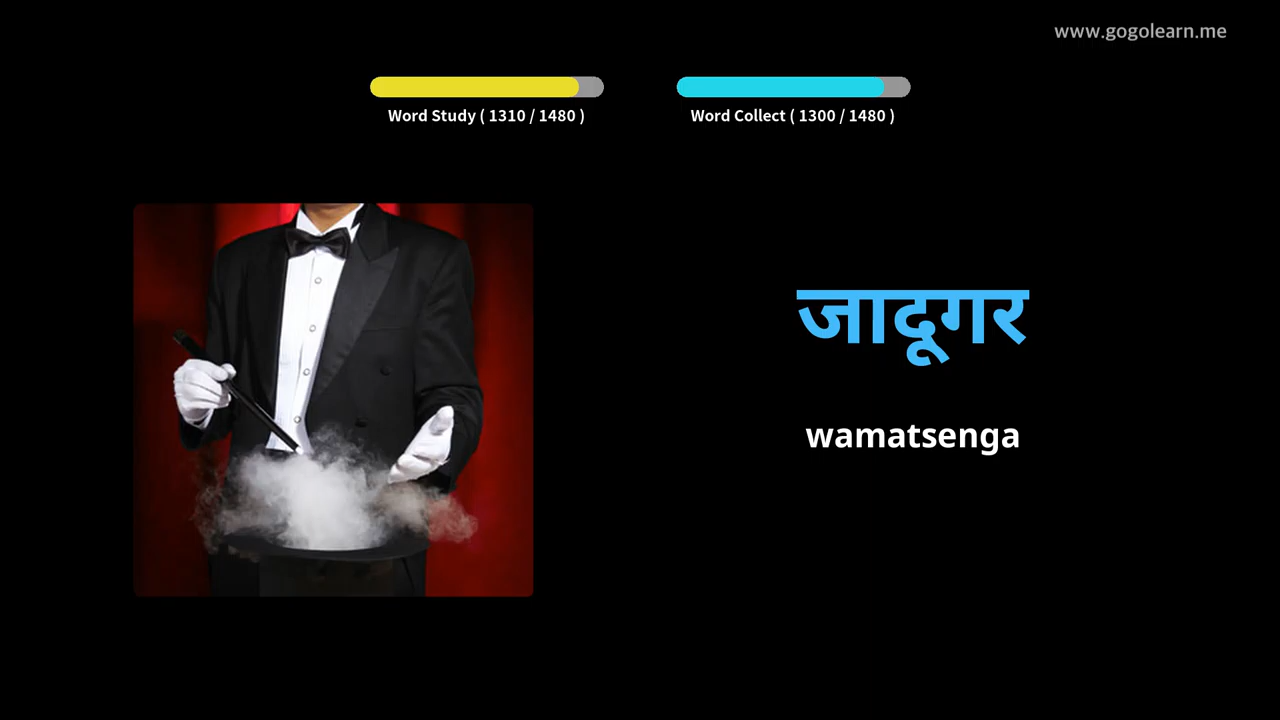 www.gogolearn.me
Word Study ( 1310 / 1480 )
Word Collect ( 1300 / 1480 )
जादूगर
wamatsenga